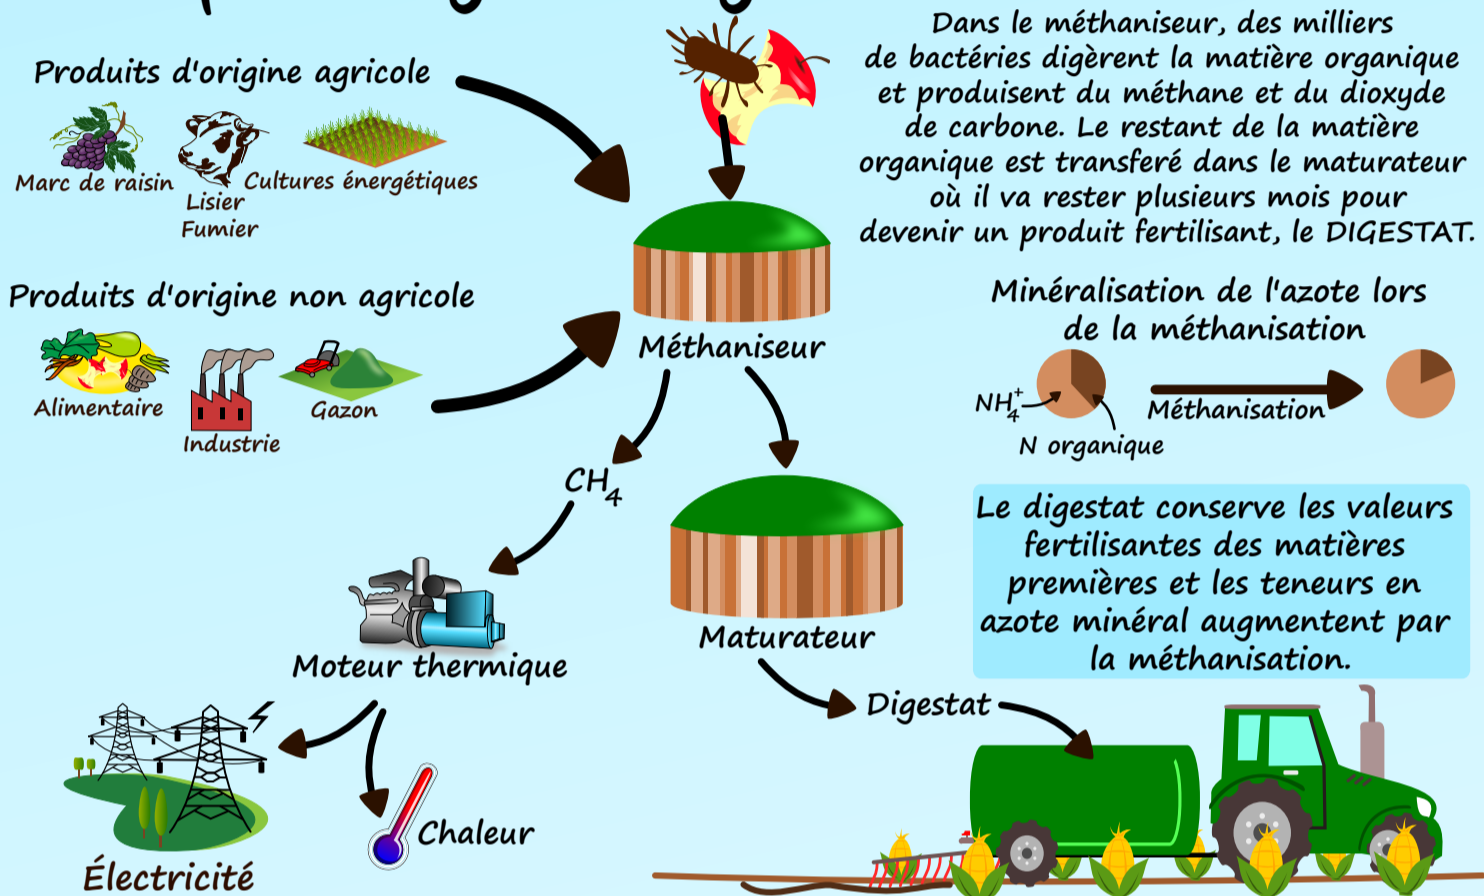 Produits d'origine agricole
Marc de raisin
Lisier
Fumier
Cultures énergétiques
Produits d'origine non agricole
Alimentaire
Industrie
Gazon
Méthaniseur
CH4
Moteur thermique
Électricité
Chaleur
Maturateur
Digestat
Dans le méthaniseur, des milliers
de bactéries digèrent la matière organique
et produisent du méthane et du dioxyde
de carbone. Le restant de la matière
organique est transferé dans le maturateur
où il va rester plusieurs mois pour
devenir un produit fertilisant, le DIGESTAT.
Minéralisation de l'azote lors
de la méthanisation
NH4+
N organique
Méthanisation
Le digestat conserve les valeurs
fertilisantes des matières
premières et les teneurs en
azote minéral augmentent par
la méthanisation.